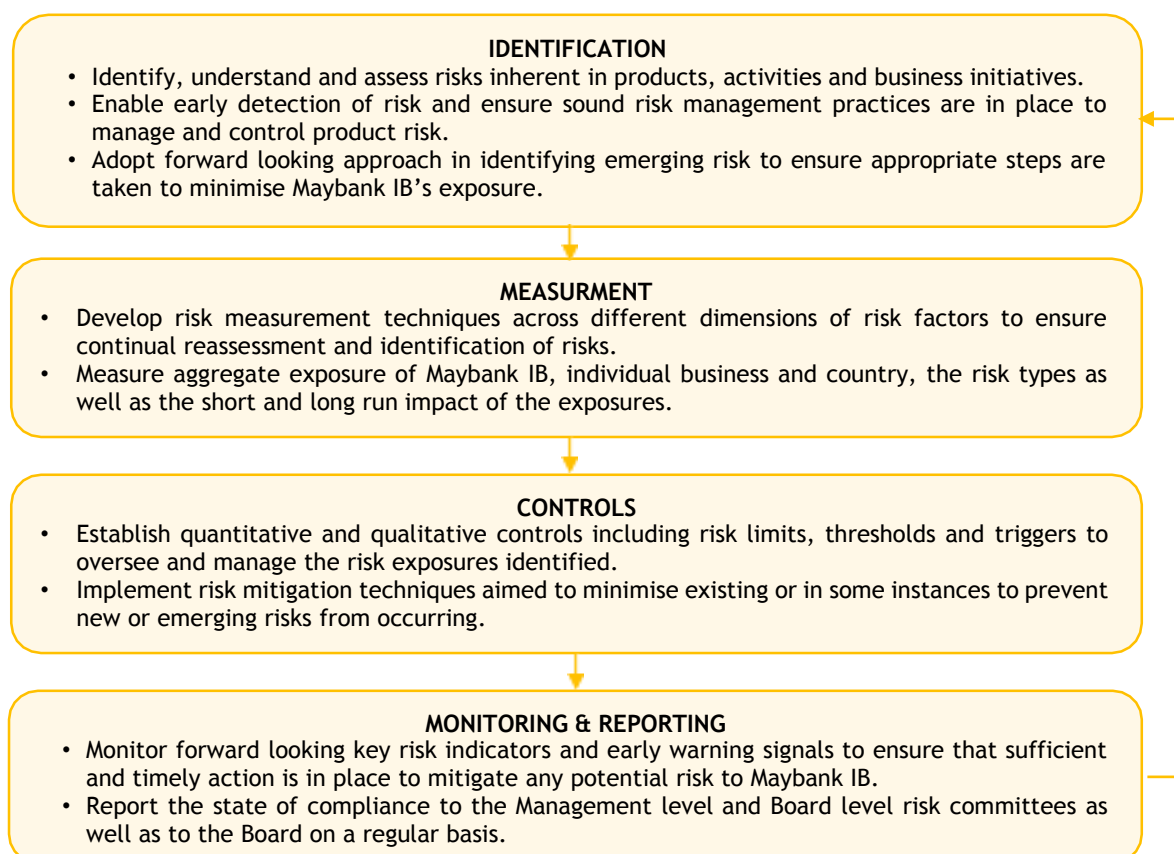 IDENTIFICATION
• Identify, understand and assess risks inherent in products, activities and business initiatives.
• Enable early detection of risk and ensure sound risk management practices are in place to
manage and control product risk.
• Adopt forward looking approach in identifying emerging risk to ensure appropriate steps are
taken to minimise Maybank IB’s exposure.
MEASURMENT
• Develop risk measurement techniques across different dimensions of risk factors to ensure
continual reassessment and identification of risks.
• Measure aggregate exposure of Maybank IB, individual business and country, the risk types as
well as the short and long run impact of the exposures.
CONTROLS
• Establish quantitative and qualitative controls including risk limits, thresholds and triggers to
oversee and manage the risk exposures identified.
• Implement risk mitigation techniques aimed to minimise existing or in some instances to prevent
new or emerging risks from occurring.
MONITORING & REPORTING
• Monitor forward looking key risk indicators and early warning signals to ensure that sufficient
and timely action is in place to mitigate any potential risk to Maybank IB.
• Report the state of compliance to the Management level and Board level risk committees as
well as to the Board on a regular basis.